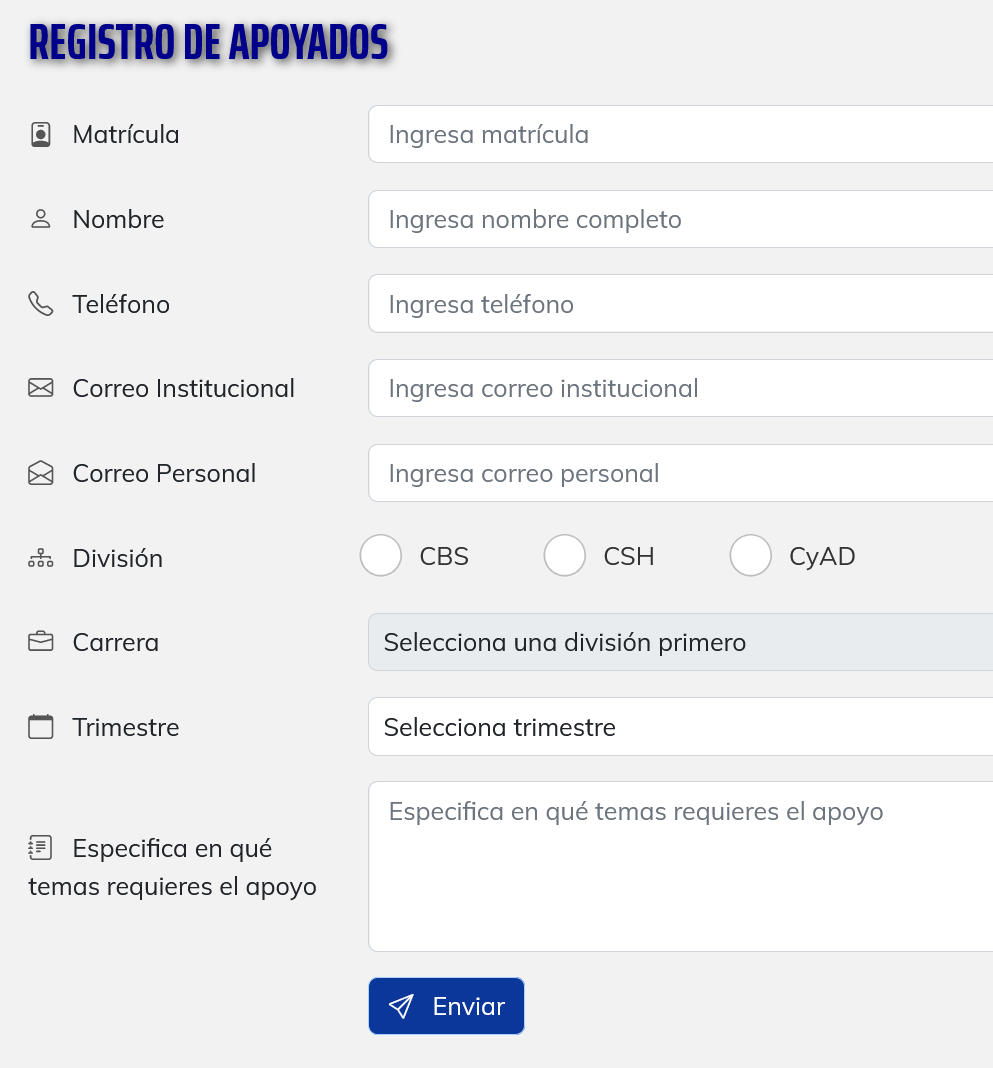 REGISTRO DE APOYADOS
Matrícula
Ingresa matrícula
Nombre
Ingresa nombre completo
Teléfono
Ingresa teléfono
Correo Institucional
Ingresa correo institucional
Correo Personal
Ingresa correo personal
División
CBS
CSH
CyAD
Carrera
Selecciona una división primero
Trimestre
Selecciona trimestre
Especifica en qué
temas requieres el apoyo
Especifica en qué temas requieres el apoyo
Enviar